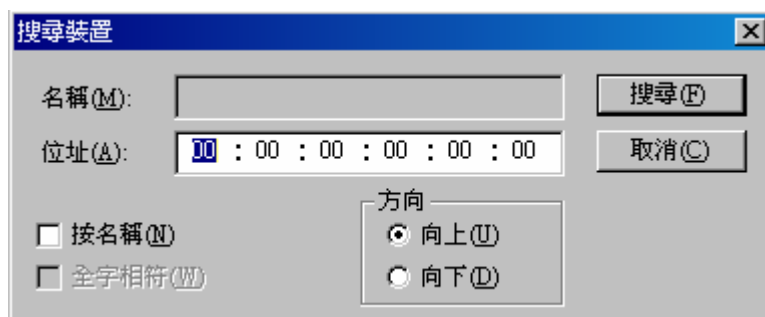 搜尋裝置
名稱(M):
搜尋(F)
位址(A):
00 : 00 : 00 : 00 : 00 : 00
取消(C)
方向
按名稱(N)
向上(U)
全字相符(W)
向下(D)